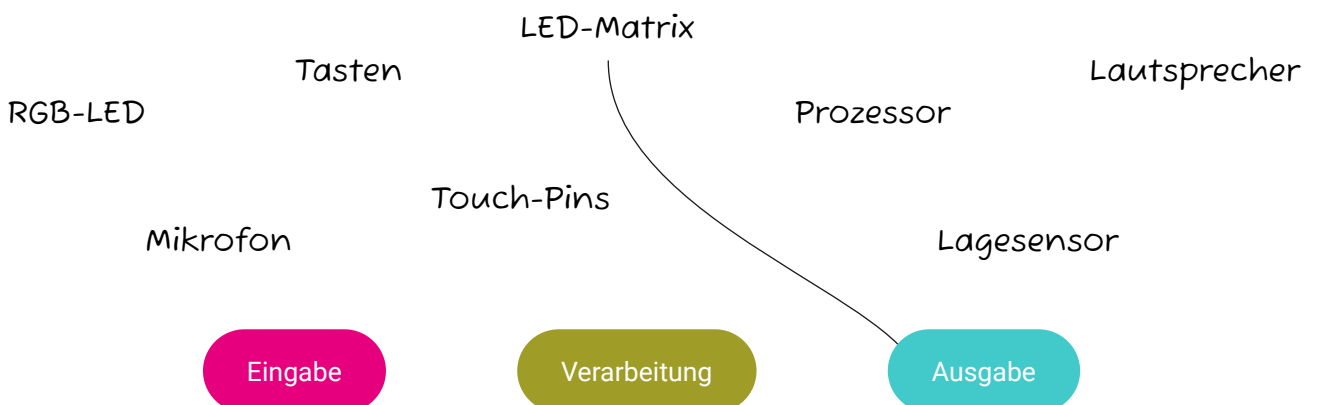 LED-Matrix
Tasten
Lautsprecher
RGB-LED
Prozessor
Touch-Pins
Mikrofon
Lagesensor
Eingabe
Verarbeitung
Ausgabe